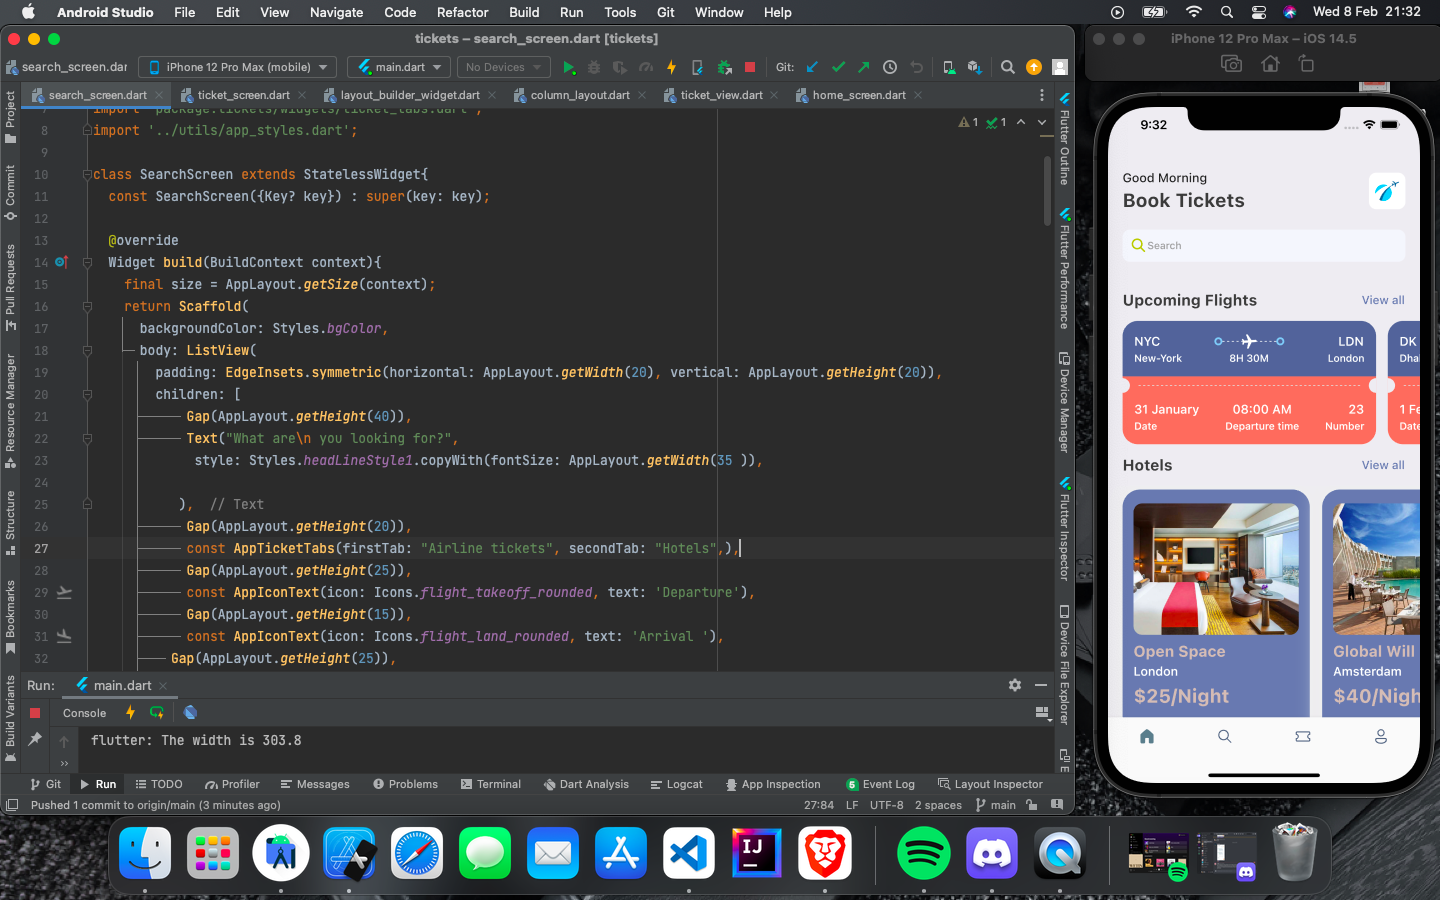 Android Studio File Edit View Navigate Code Refactor Build Run Tools Git Window Help Wed 8 Feb 21:32
tickets – search_screen.dart [tickets]
search_screen.dar iPhone 12 Pro Max (mobile) main.dart No Devices Git:
search_screen.dart ticket_screen.dart layout_builder_widget.dart column_layout.dart ticket_view.dart home_screen.dart
Project
Commit
Pull Requests
Resource Manager
Structure
Bookmarks
Build Variants
7 import 'package:tickets/widgets/ticket_tabs.dart';
8 import '../utils/app_styles.dart';
1 1
9
10 class SearchScreen extends StatelessWidget{
11 const SearchScreen({Key? key}) : super(key: key);
12
13 @override
14 Widget build(BuildContext context){
15 final size = AppLayout.getSize(context);
16 return Scaffold(
17 backgroundColor: Styles.bgColor,
18 body: ListView(
19 padding: EdgeInsets.symmetric(horizontal: AppLayout.getWidth(20), vertical: AppLayout.getHeight(20)),
20 children: [
21 Gap(AppLayout.getHeight(40)),
22 Text("What are\n you looking for?",
23 style: Styles.headLineStyle1.copyWith(fontSize: AppLayout.getWidth(35 )),
24
25 ), // Text
26 Gap(AppLayout.getHeight(20)),
27 const AppTicketTabs(firstTab: "Airline tickets", secondTab: "Hotels",),
28 Gap(AppLayout.getHeight(25)),
29 const AppIconText(icon: Icons.flight_takeoff_rounded, text: 'Departure'),
30 Gap(AppLayout.getHeight(15)),
31 const AppIconText(icon: Icons.flight_land_rounded, text: 'Arrival '),
32 Gap(AppLayout.getHeight(25)),
Flutter Outline
Flutter Performance
Device Manager
Flutter Inspector
Device File Explorer
E
Run: main.dart
Console
flutter: The width is 303.8
Git Run TODO Profiler Messages Problems Terminal Dart Analysis Logcat App Inspection 5 Event Log Layout Inspector
Pushed 1 commit to origin/main (3 minutes ago) 27:84 LF UTF-8 2 spaces main
iPhone 12 Pro Max – iOS 14.5
9:32
Good Morning
Book Tickets
Search
Upcoming Flights View all
NYC LDN DK
New-York 8H 30M London Dhal
31 January 08:00 AM 23 1 Fe
Date Departure time Number Date
Hotels View all
Open Space Global Will
London Amsterdam
$25/Night $40/Nigh
IJ